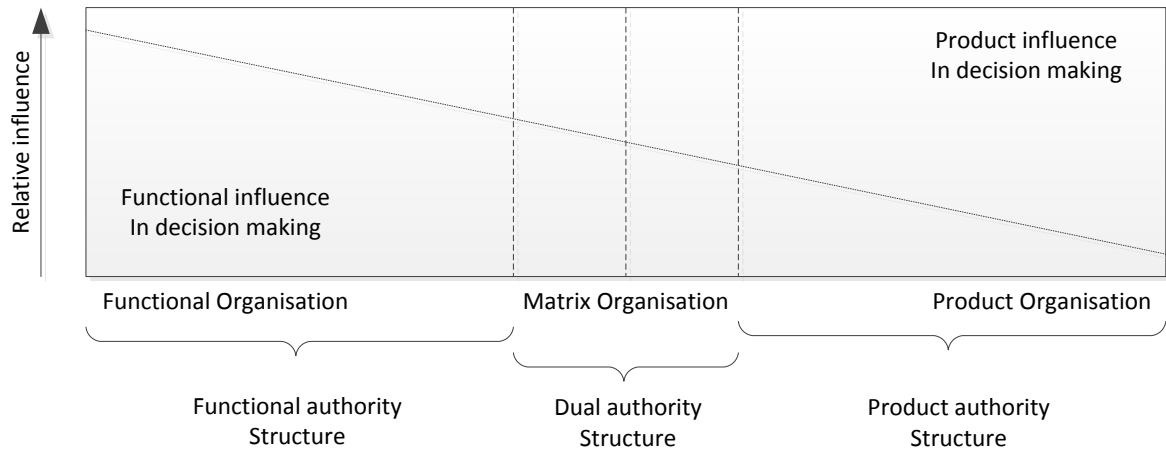 Relative influence
Product influence
In decision making
Functional influence
In decision making
Functional Organisation
Matrix Organisation
Product Organisation
Functional authority
Structure
Dual authority
Structure
Product authority
Structure